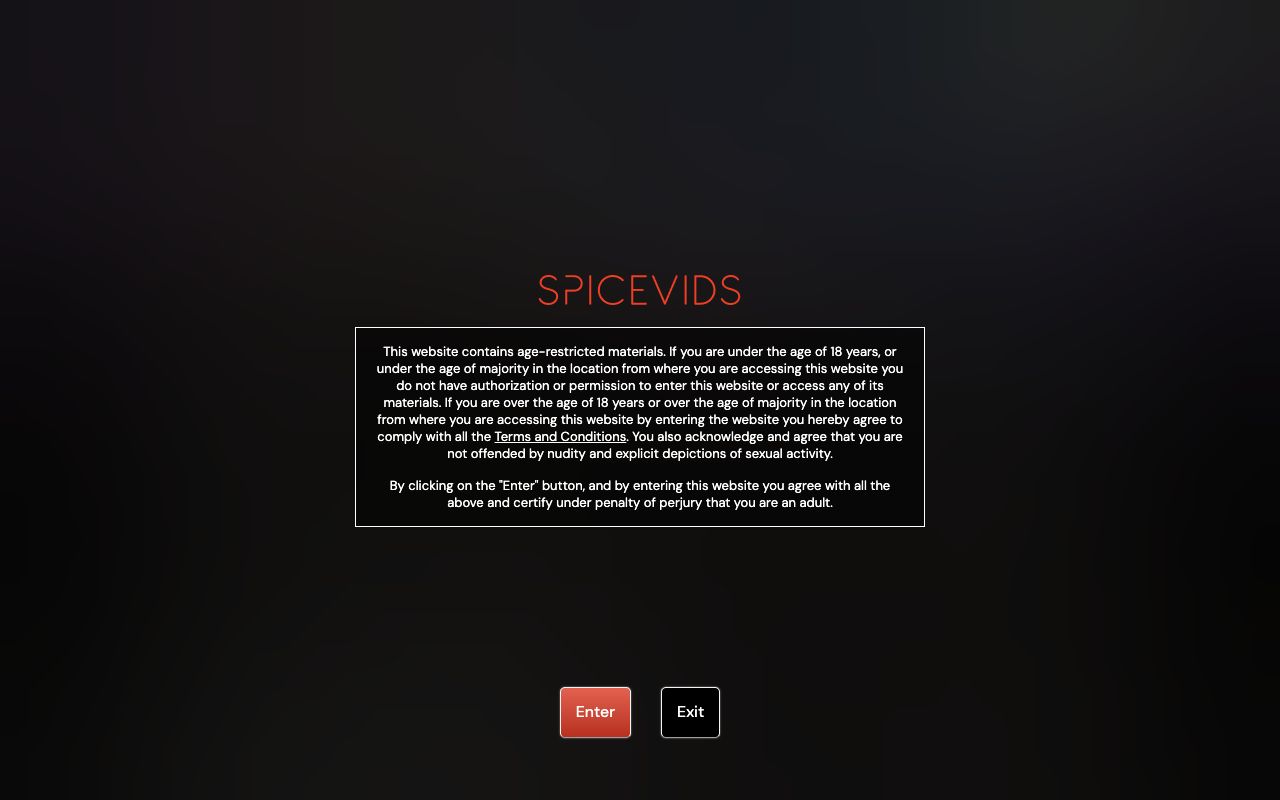 SPICEVIDS
This website contains age-restricted materials. If you are under the age of 18 years, or
under the age of majority in the location from where you are accessing this website you
do not have authorization or permission to enter this website or access any of its
materials. If you are over the age of 18 years or over the age of majority in the location
from where you are accessing this website by entering the website you hereby agree to
comply with all the Terms and Conditions. You also acknowledge and agree that you are
not offended by nudity and explicit depictions of sexual activity.
By clicking on the "Enter" button, and by entering this website you agree with all the
above and certify under penalty of perjury that you are an adult.
Enter
Exit